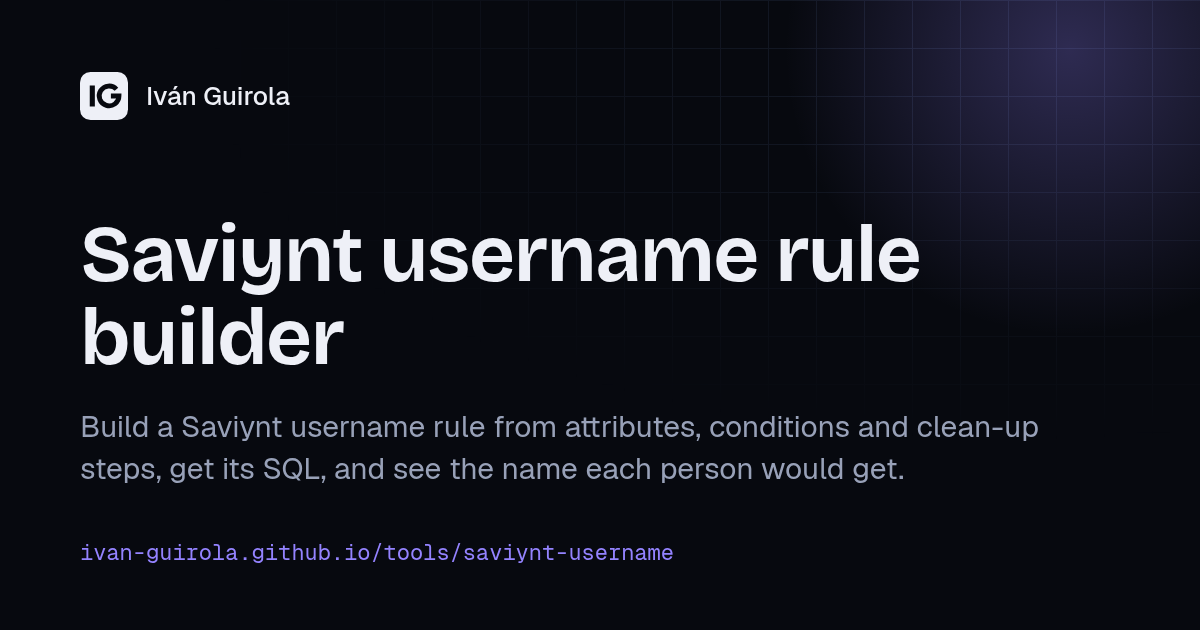 IG
Iván Guirola
Saviynt username rule
builder
Build a Saviynt username rule from attributes, conditions and clean-up
steps, get its SQL, and see the name each person would get.
ivan-guirola.github.io/tools/saviynt-username